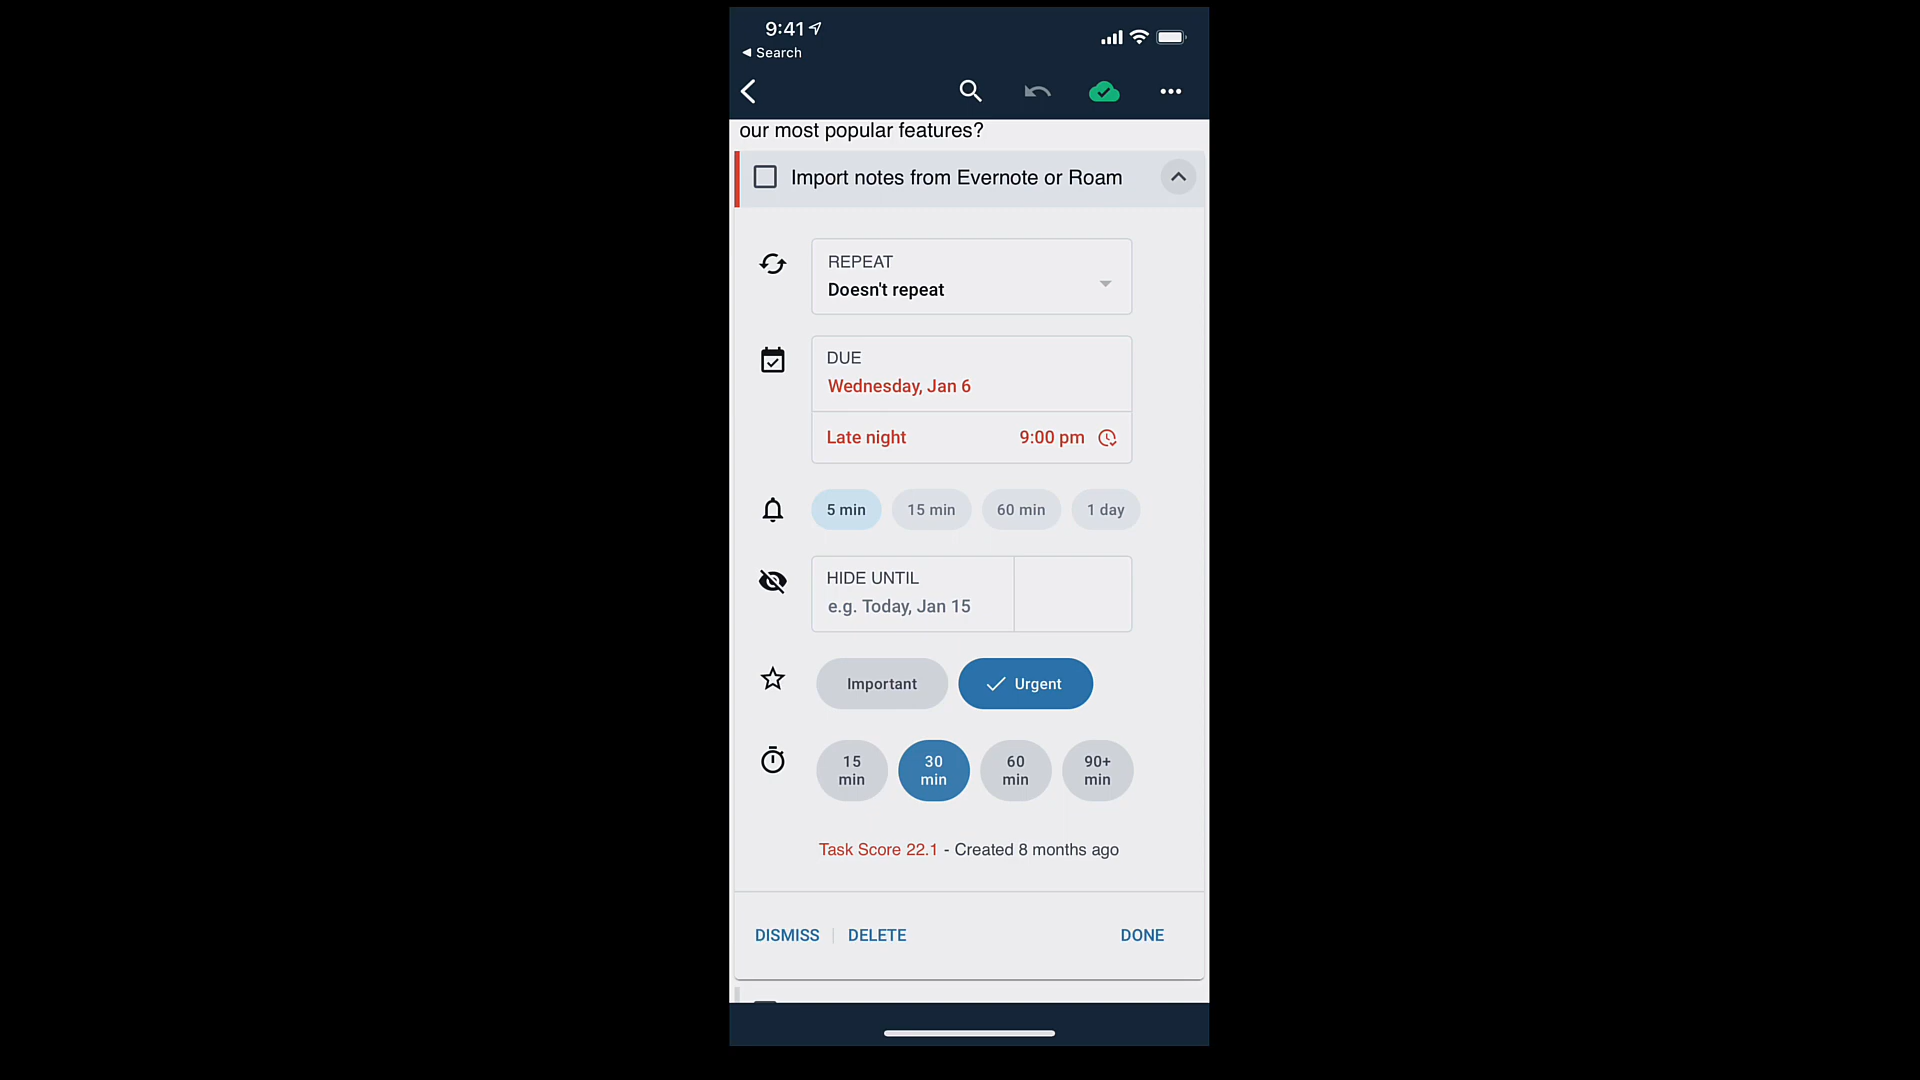 9:41
Search
our most popular features?
Import notes from Evernote or Roam
REPEAT
Doesn't repeat
DUE
Wednesday, Jan 6
Late night 9:00 pm
5 min 15 min 60 min 1 day
HIDE UNTIL
e.g. Today, Jan 15
Important Urgent
15 min 30 min 60 min 90+ min
Task Score 22.1 - Created 8 months ago
DISMISS DELETE DONE